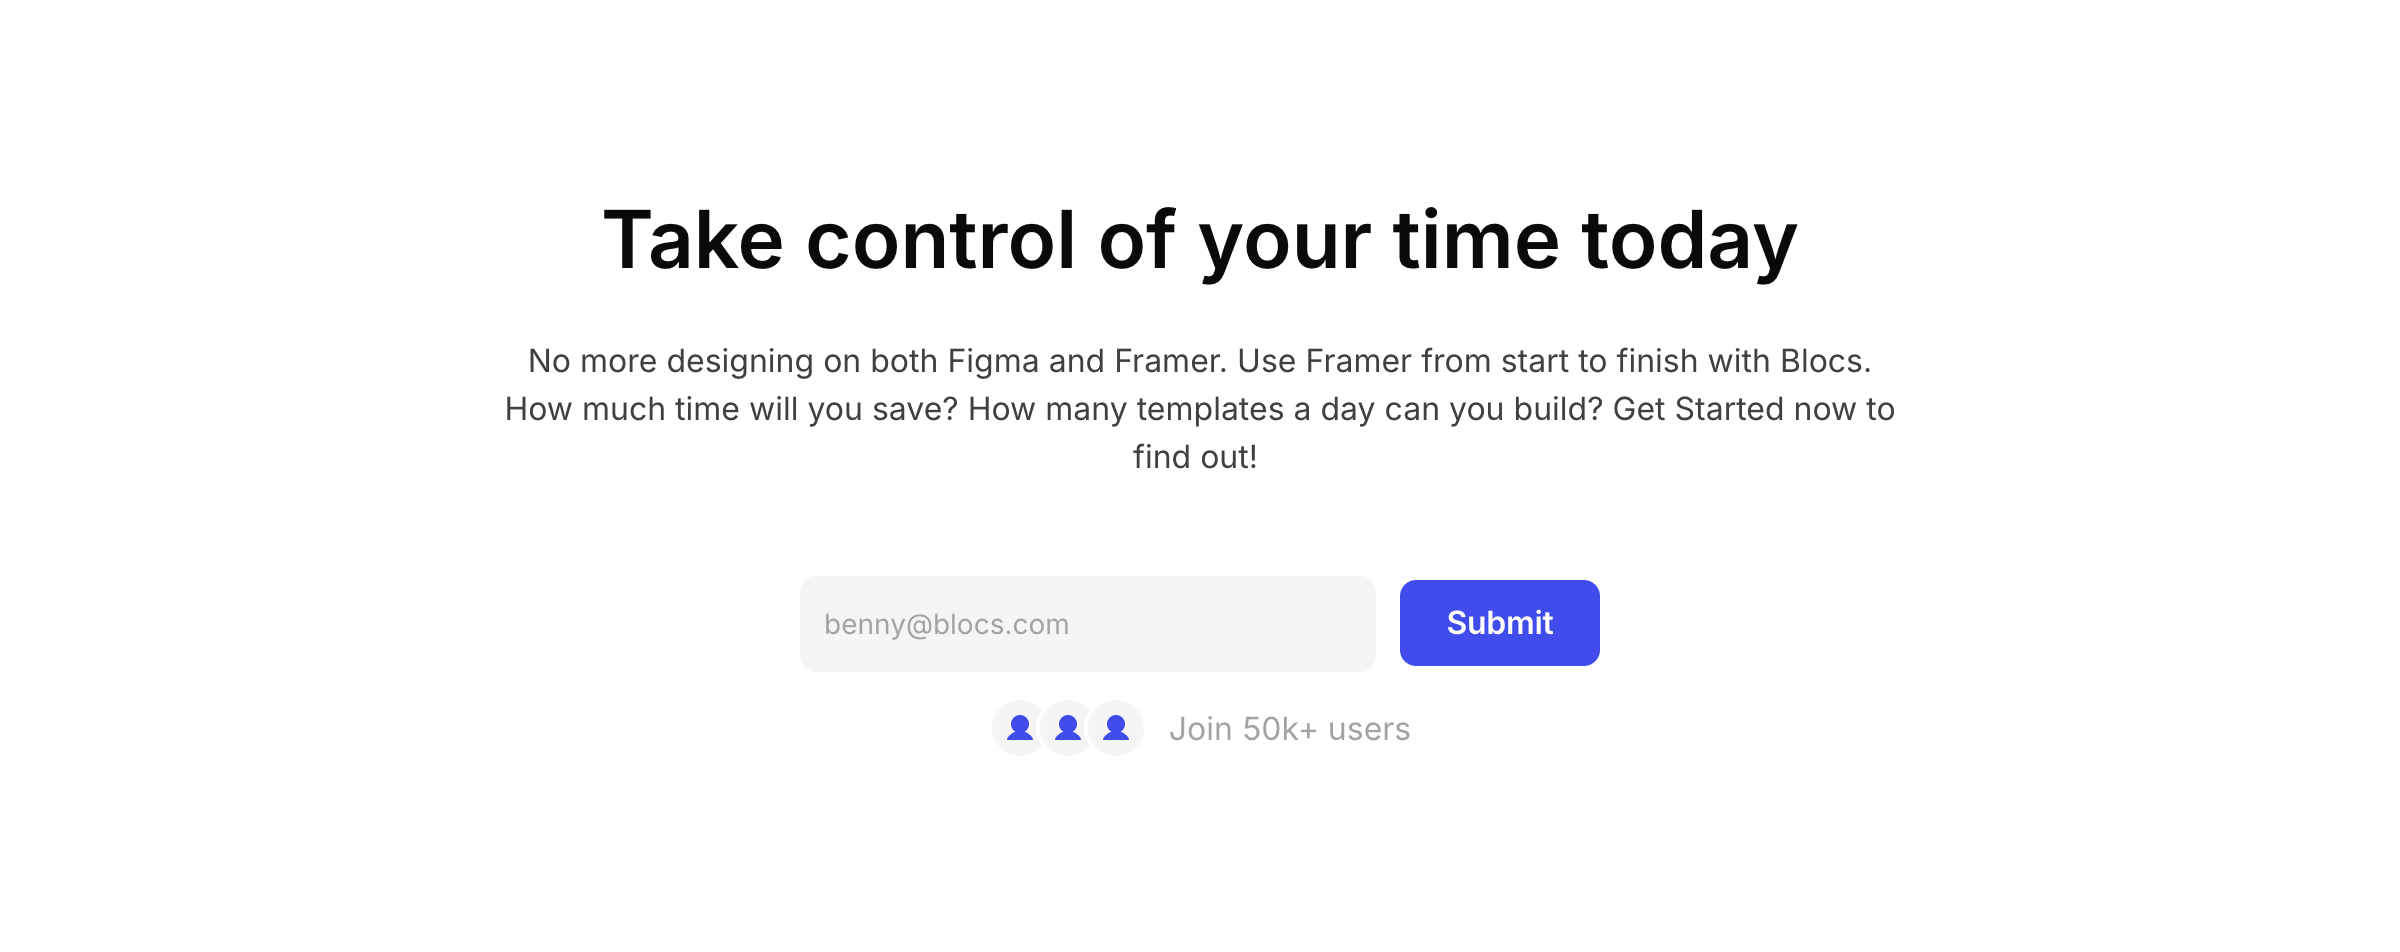 Take control of your time today
No more designing on both Figma and Framer. Use Framer from start to finish with Blocs.
How much time will you save? How many templates a day can you build? Get Started now to
find out!
benny@blocs.com
Submit
Join 50k+ users